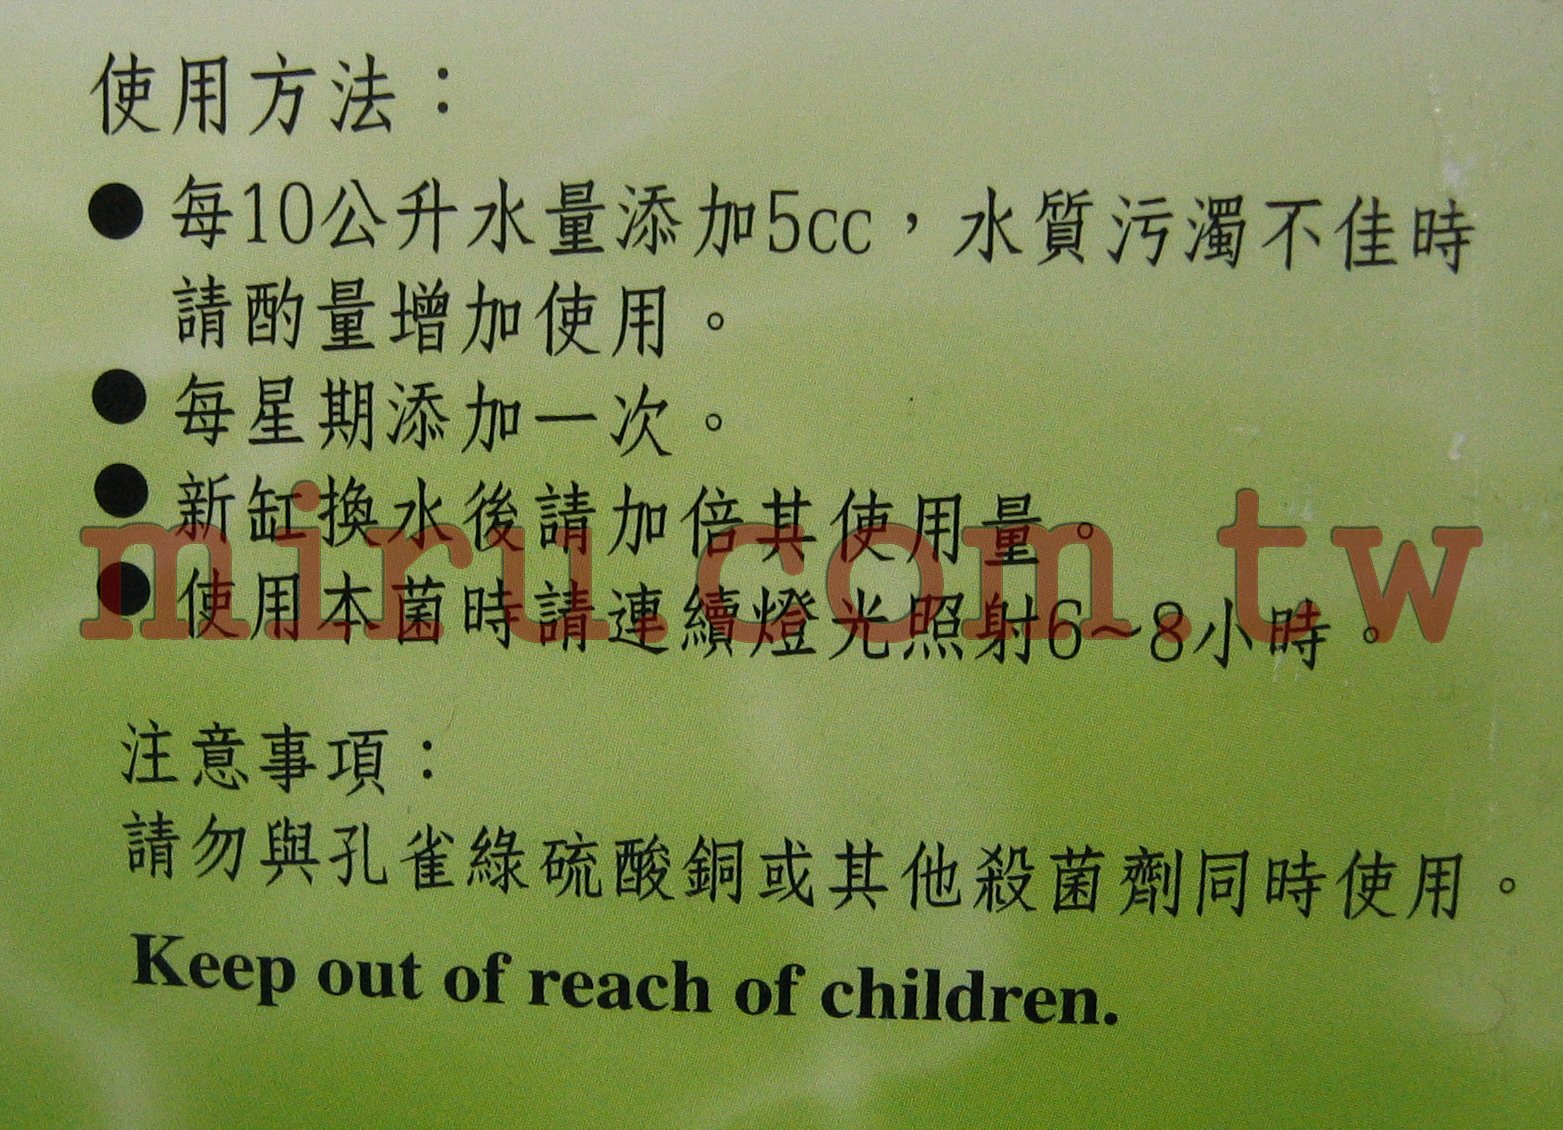 使用方法：
●每10公升水量添加5cc，水質污濁不佳時
請酌量增加使用。
●每星期添加一次。
●新缸換水後請加倍其使用量。
●使用本菌時請連續燈光照射6～8小時。
miru.com.tw
注意事項：
請勿與孔雀綠硫酸銅或其他殺菌劑同時使用。
Keep out of reach of children.